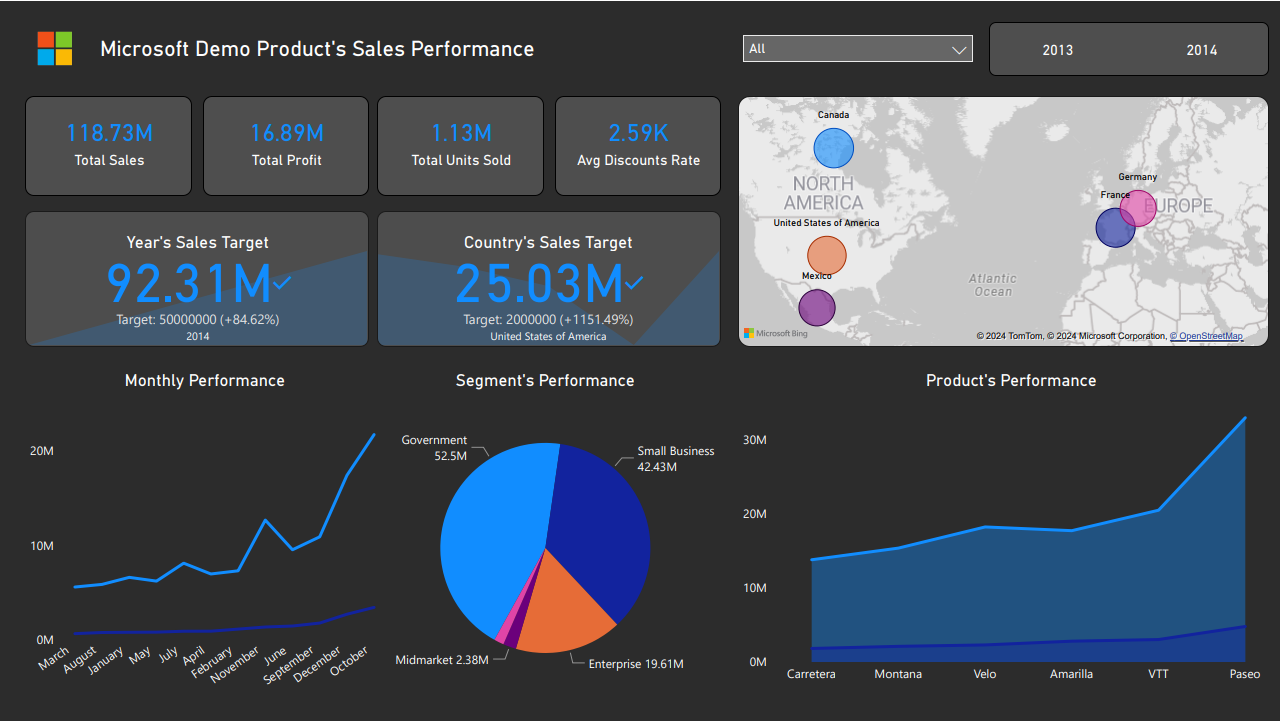 Microsoft Demo Product's Sales Performance
All
2013
2014
118.73M
Total Sales
16.89M
Total Profit
1.13M
Total Units Sold
2.59K
Avg Discounts Rate
Year's Sales Target
92.31M
Target: 50000000 (+84.62%)
2014
Country's Sales Target
25.03M
Target: 2000000 (+1151.49%)
United States of America
Canada
NORTH
AMERICA
United States of America
Mexico
Germany
France
EUROPE
Atlantic
Ocean
Microsoft Bing
© 2024 TomTom, © 2024 Microsoft Corporation, © OpenStreetMap
Monthly Performance
20M
10M
0M
March
August
January
May
July
April
February
November
June
September
December
October
Segment's Performance
Government
52.5M
Small Business
42.43M
Midmarket 2.38M
Enterprise 19.61M
Product's Performance
30M
20M
10M
0M
Carretera
Montana
Velo
Amarilla
VTT
Paseo